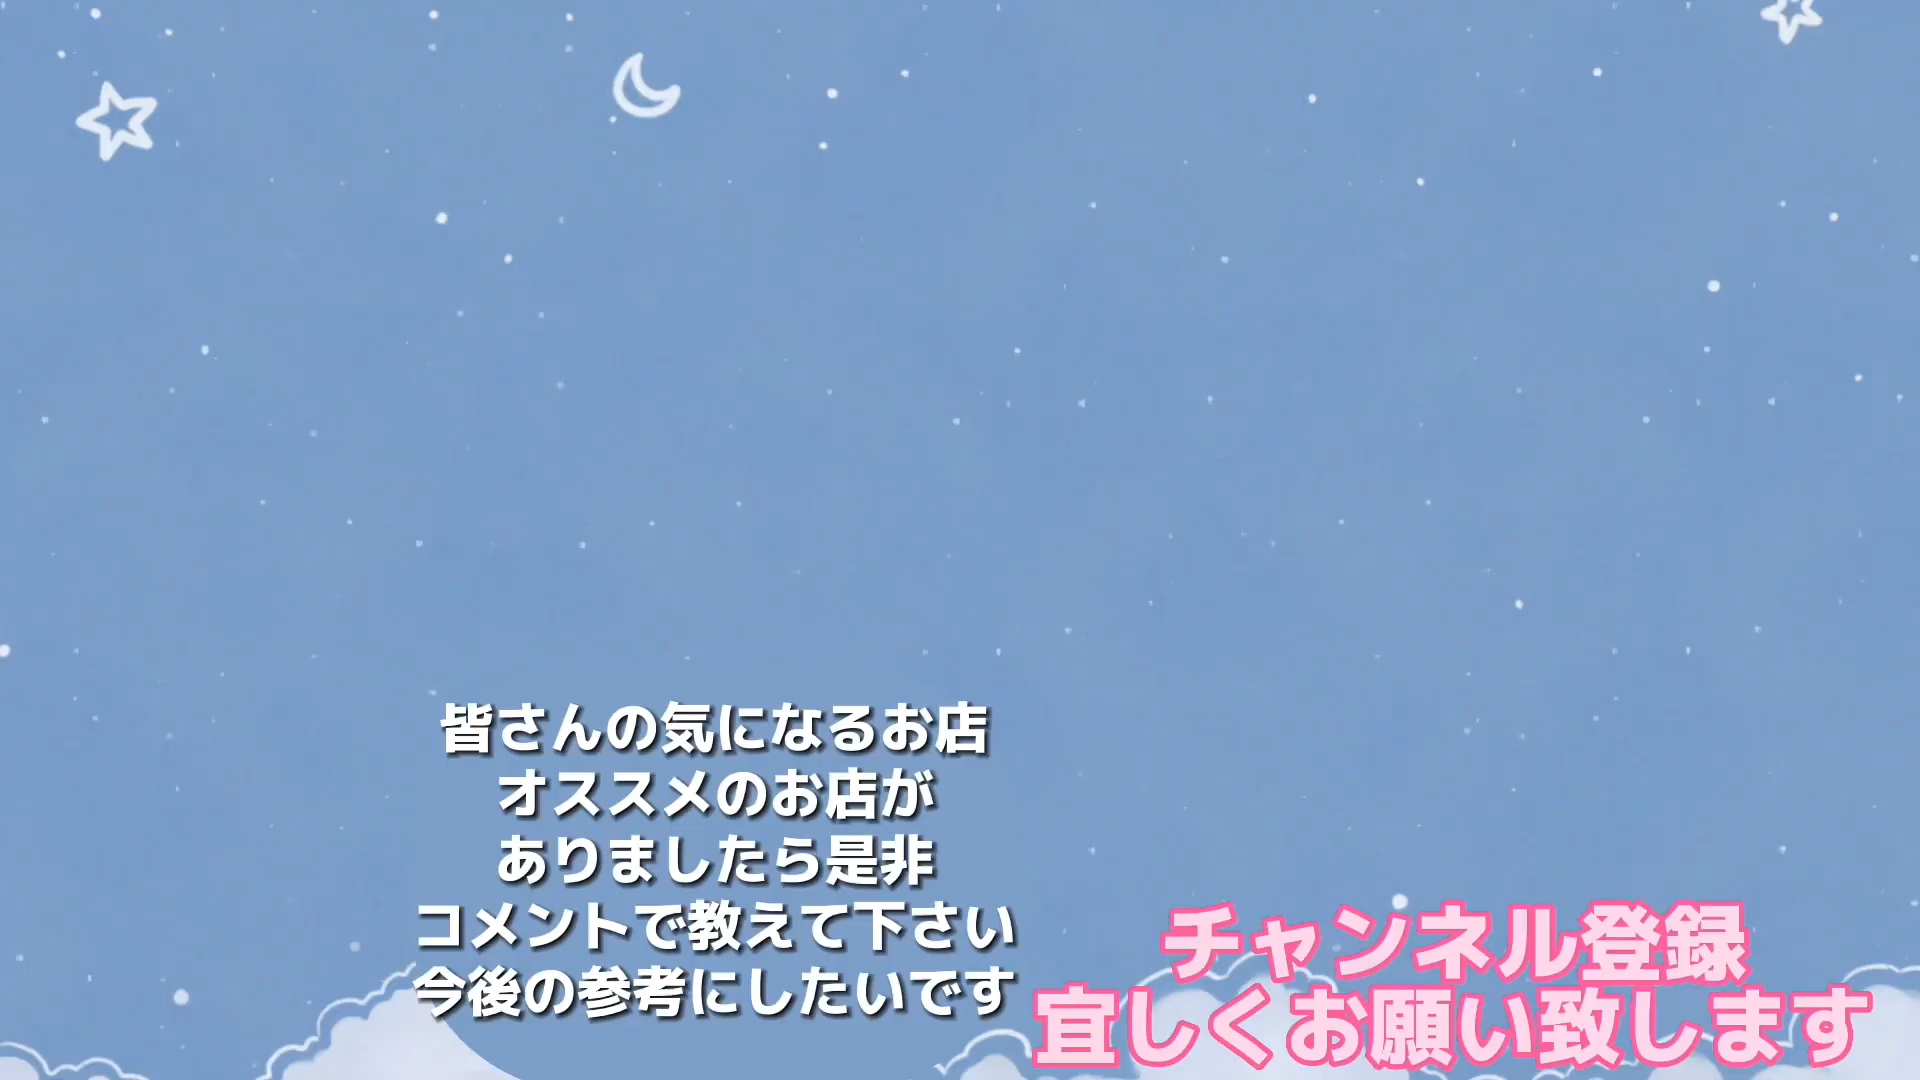 皆さんの気になるお店
オススメのお店が
ありましたら是非
コメントで教えて下さい
今後の参考にしたいです
チャンネル登録
宜しくお願い致します